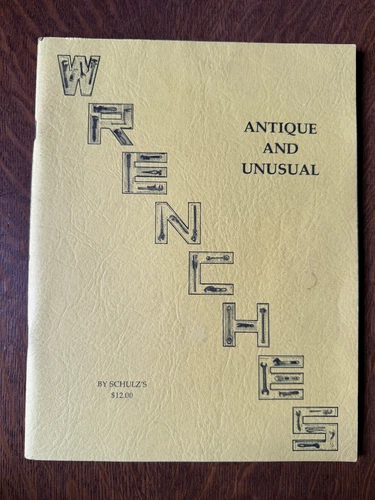 WRENCHES
ANTIQUE
AND
UNUSUAL
BY SCHULZ'S
$12.00